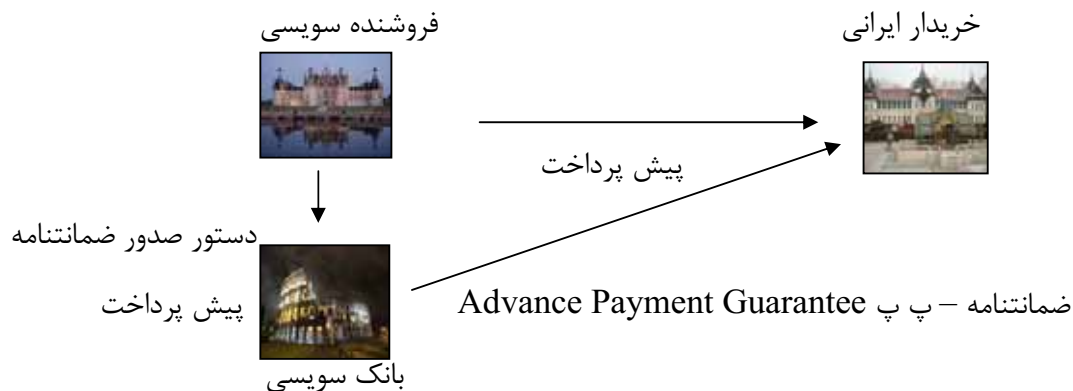 خریدار ایرانی
فروشنده سویسی
پیش پرداخت
دستور صدور ضمانتنامه
پیش پرداخت
ضمانتنامه – پ پ Advance Payment Guarantee
بانک سویسی